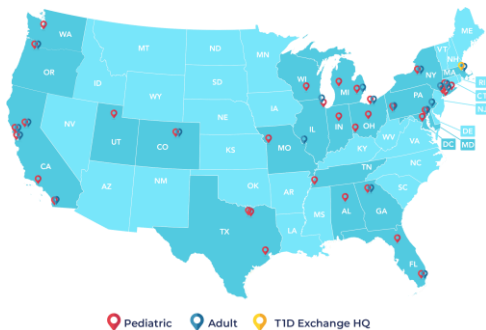 WA
MT
ND
MN
ME
VT
NH
OR
ID
SD
WI
MI
NY
MA
RI
CT
NJ
WY
IA
PA
NE
NV
UT
CO
IL
IN
OH
DE
DC
MD
CA
KS
MO
KY
WV
VA
AZ
NM
OK
AR
TN
NC
SC
TX
LA
MS
AL
GA
FL
Pediatric
Adult
T1D Exchange HQ